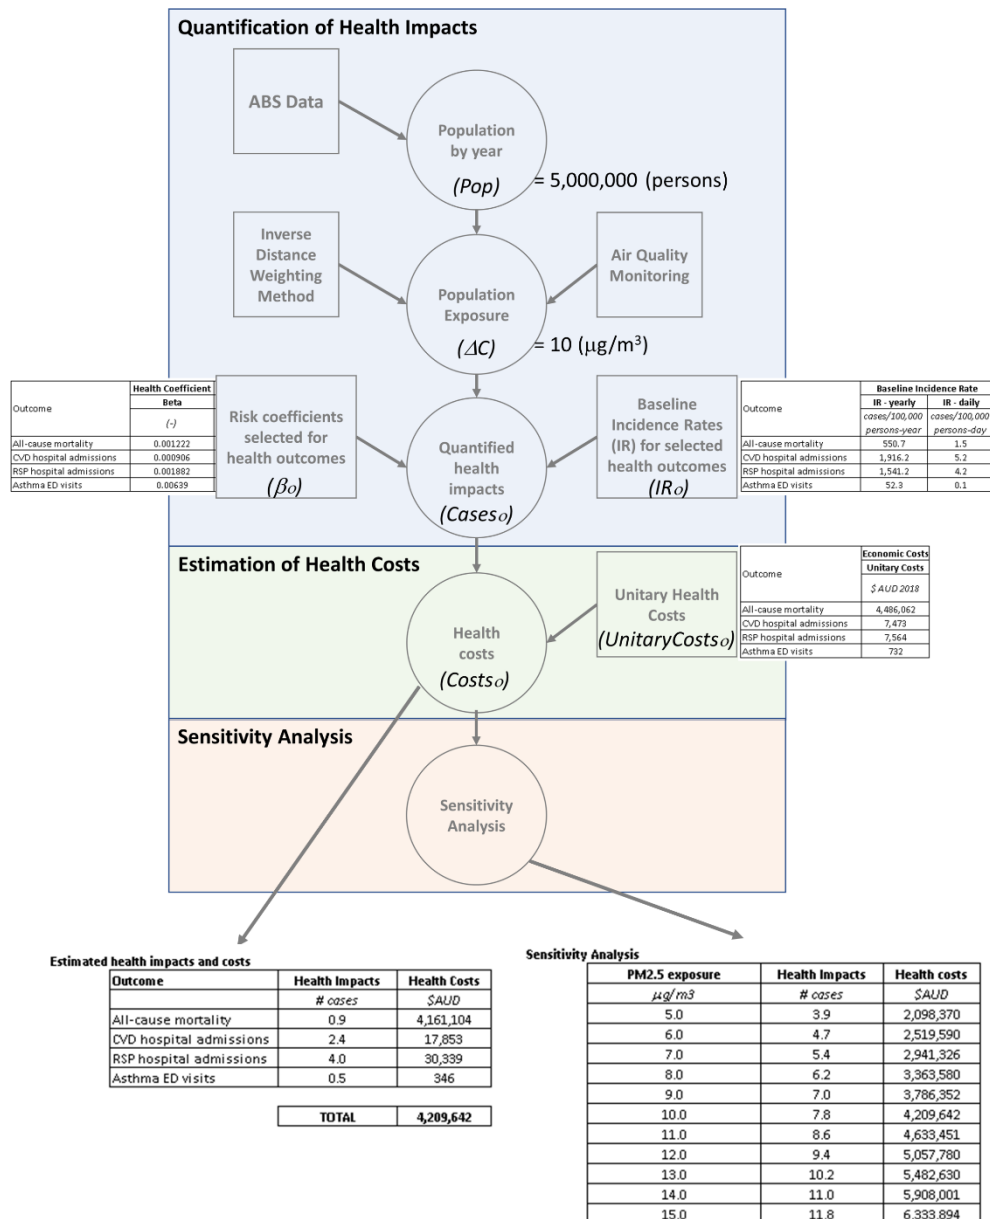 Quantification of Health Impacts
ABS Data
Population
by year
(Pop)
= 5,000,000 (persons)
Inverse
Distance
Weighting
Method
Air Quality
Monitoring
Population
Exposure
(ΔC)
= 10 (μg/m³)
Outcome
Health Coefficient
Beta
(-)
All-cause mortality 0.001222
CVD hospital admissions 0.000906
RSP hospital admissions 0.001882
Asthma ED visits 0.00639
Risk coefficients
selected for
health outcomes
(βo)
Quantified
health
impacts
(Caseso)
Baseline
Incidence Rates
(IR) for selected
health outcomes
(IRo)
Outcome
Baseline Incidence Rate
IR - yearly IR - daily
cases/100,000 cases/100,000
persons-year persons-day
All-cause mortality 550.7 1.5
CVD hospital admissions 1,916.2 5.2
RSP hospital admissions 1,541.2 4.2
Asthma ED visits 52.3 0.1
Estimation of Health Costs
Health
costs
(Costso)
Unitary Health
Costs
(UnitaryCostso)
Outcome
Economic Costs
Unitary Costs
$ AUD 2018
All-cause mortality 4,486,062
CVD hospital admissions 7,473
RSP hospital admissions 7,564
Asthma ED visits 732
Sensitivity Analysis
Sensitivity
Analysis
Estimated health impacts and costs
Outcome Health Impacts Health Costs
# cases $AUD
All-cause mortality 0.9 4,161,104
CVD hospital admissions 2.4 17,853
RSP hospital admissions 4.0 30,339
Asthma ED visits 0.5 346
TOTAL 4,209,642
Sensitivity Analysis
PM2.5 exposure Health Impacts Health costs
μg/m3 # cases $AUD
5.0 3.9 2,098,370
6.0 4.7 2,519,590
7.0 5.4 2,941,326
8.0 6.2 3,363,580
9.0 7.0 3,786,352
10.0 7.8 4,209,642
11.0 8.6 4,633,451
12.0 9.4 5,057,780
13.0 10.2 5,482,630
14.0 11.0 5,908,001
15.0 11.8 6,333,894